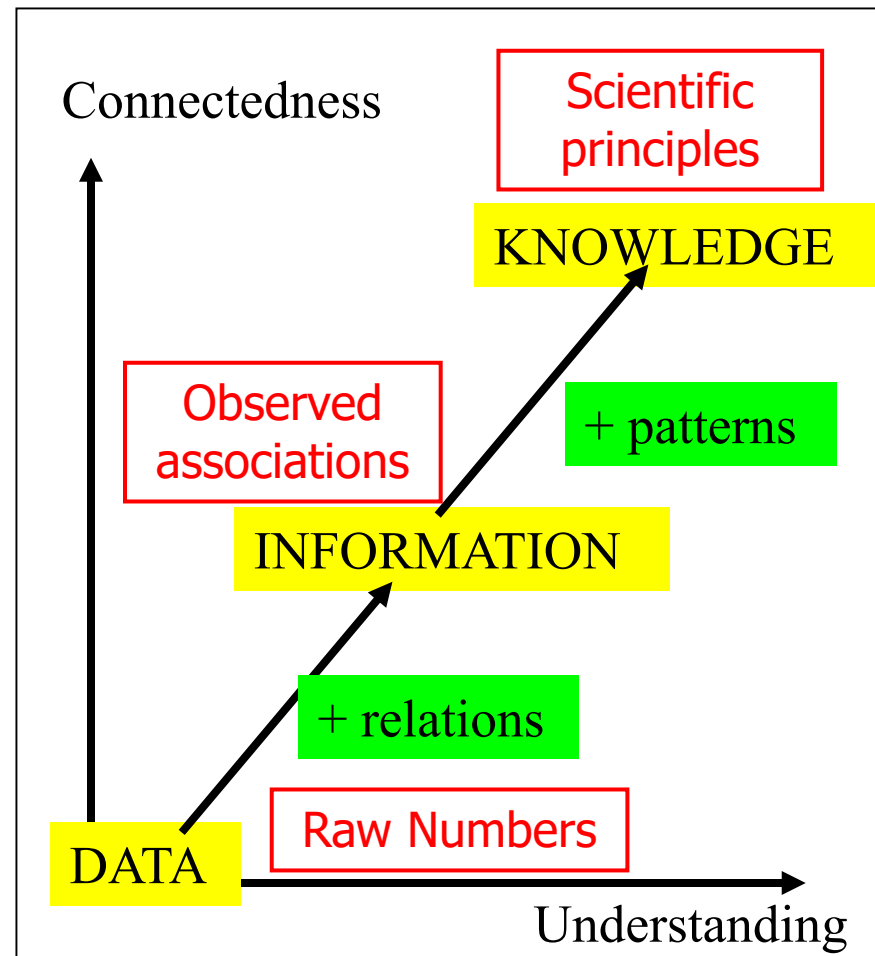 Connectedness
Scientific
principles
KNOWLEDGE
Observed
associations
+ patterns
INFORMATION
+ relations
Raw Numbers
DATA
Understanding